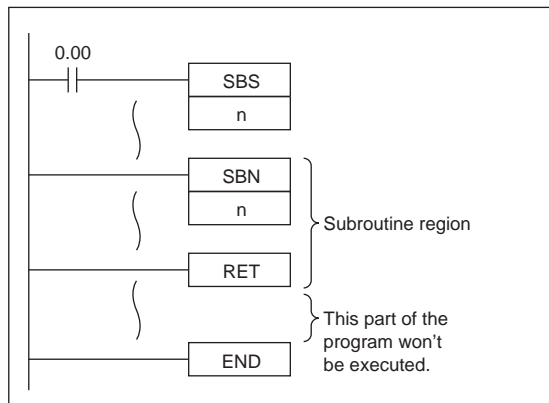 0.00
SBS
n
SBN
n
Subroutine region
RET
This part of the
program won't
be executed.
END